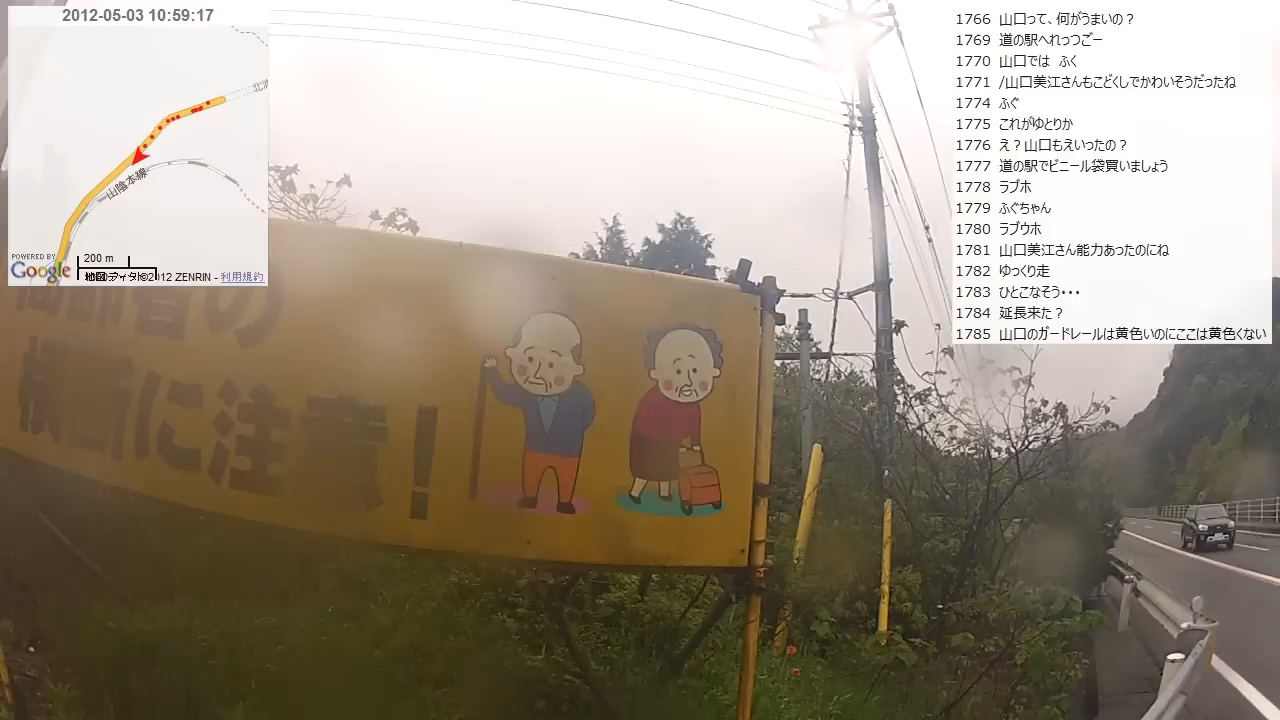 2012-05-03 10:59:17
北浦
山陰本線
200 m
POWERED BY
Google
地図データ ©2012 ZENRIN - 利用規約
高齢者の
横断に注意!
1766 山口って、何がうまいの？
1769 道の駅へれっつごー
1770 山口では ふく
1771 /山口美江さんもこどくしでかわいそうだったね
1774 ふぐ
1775 これがゆとりか
1776 え？山口もえいったの？
1777 道の駅でビニール袋買いましょう
1778 ラブホ
1779 ふぐちゃん
1780 ラブウホ
1781 山口美江さん能力あったのにね
1782 ゆっくり走
1783 ひとこなそう・・・
1784 延長来た？
1785 山口のガードレールは黄色いのにここは黄色くない